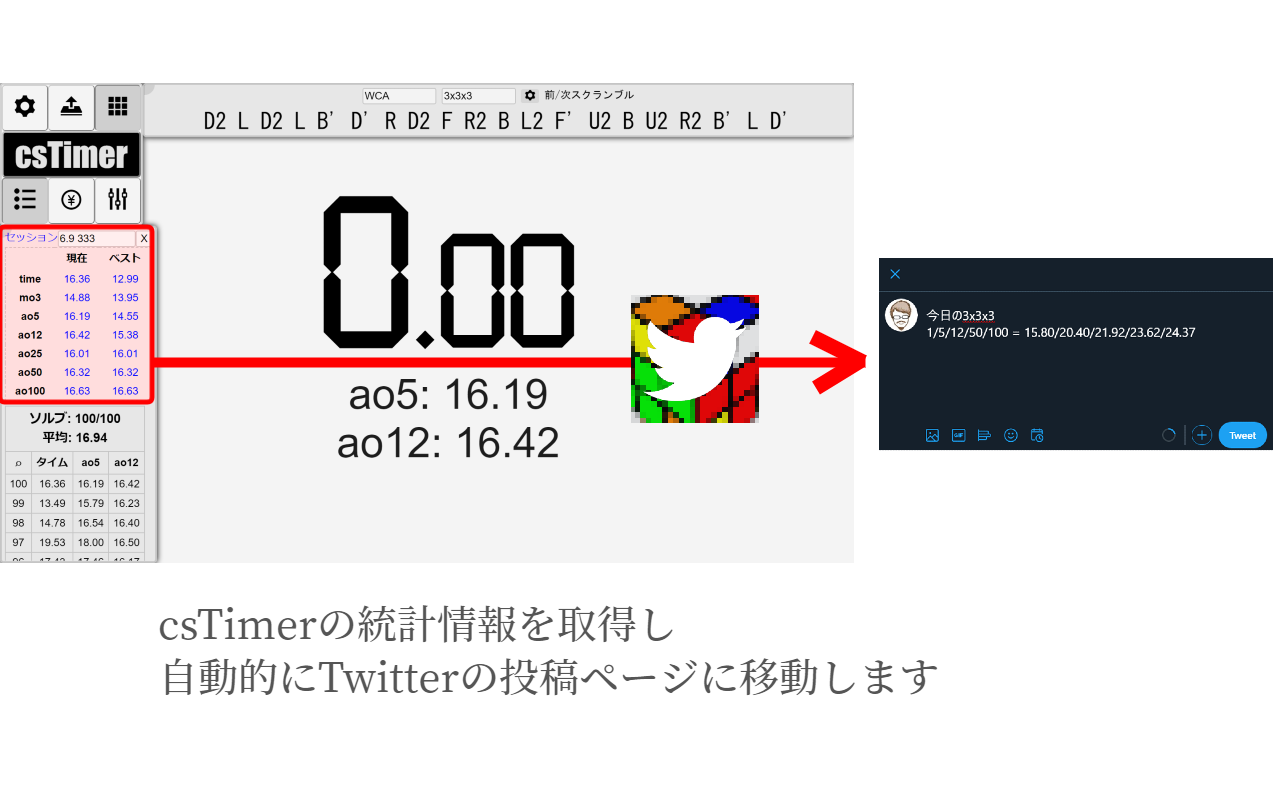 WCA 3x3x3 前/次スクランブル
D2 L D2 L B' D' R D2 F R2 B L2 F' U2 B U2 R2 B' L D'
csTimer
セッション 6.9 333 X
現在 ベスト
time 16.36 12.99
mo3 14.88 13.95
ao5 16.19 14.55
ao12 16.42 15.38
ao25 16.01 16.01
ao50 16.32 16.32
ao100 16.63 16.63
ソルブ: 100/100
平均: 16.94
タイム ao5 ao12
100 16.36 16.19 16.42
99 13.49 15.79 16.23
98 14.78 16.54 16.40
97 19.53 18.00 16.50
0.00
ao5: 16.19
ao12: 16.42
今日の3x3x3
1/5/12/50/100 = 15.80/20.40/21.92/23.62/24.37
GIF
Tweet
csTimerの統計情報を取得し
自動的にTwitterの投稿ページに移動します